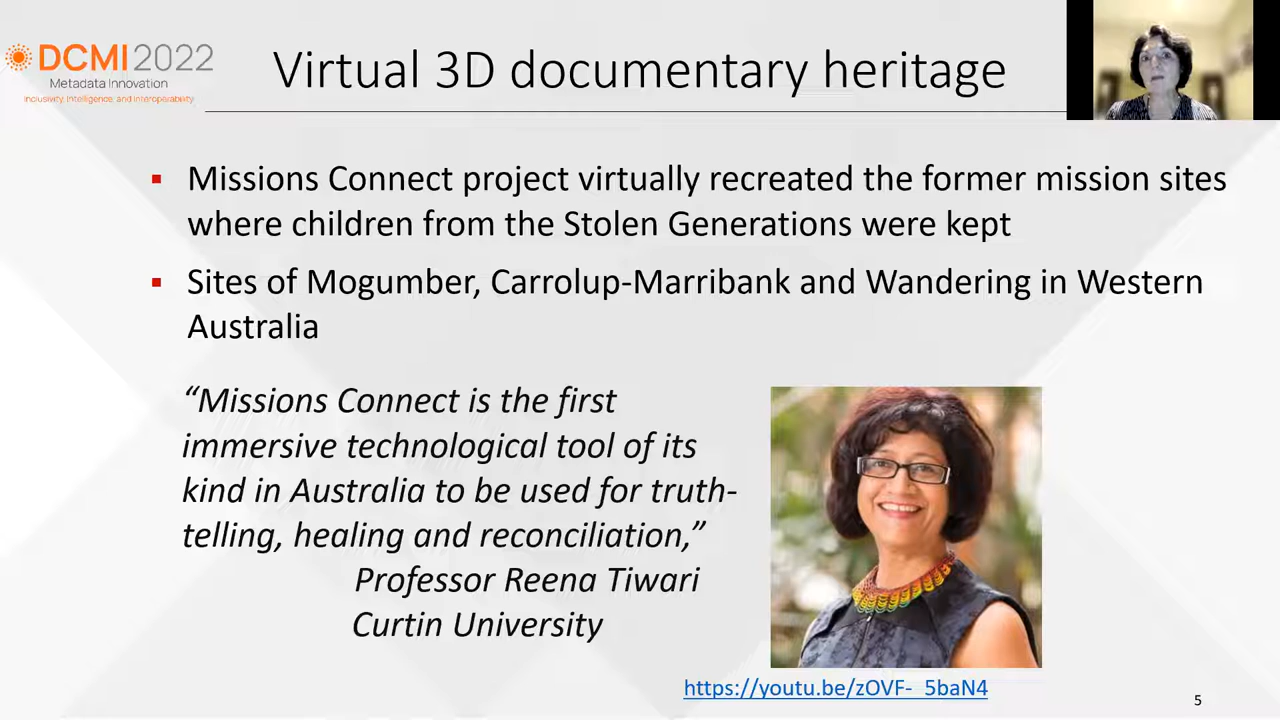 DCMI2022
Metadata Innovation
Inclusivity, Intelligence, and Interoperability
Virtual 3D documentary heritage
▪ Missions Connect project virtually recreated the former mission sites
where children from the Stolen Generations were kept
▪ Sites of Mogumber, Carrolup-Marribank and Wandering in Western
Australia
“Missions Connect is the first
immersive technological tool of its
kind in Australia to be used for truth-
telling, healing and reconciliation,”
Professor Reena Tiwari
Curtin University
https://youtu.be/zOVF-_5baN4
5